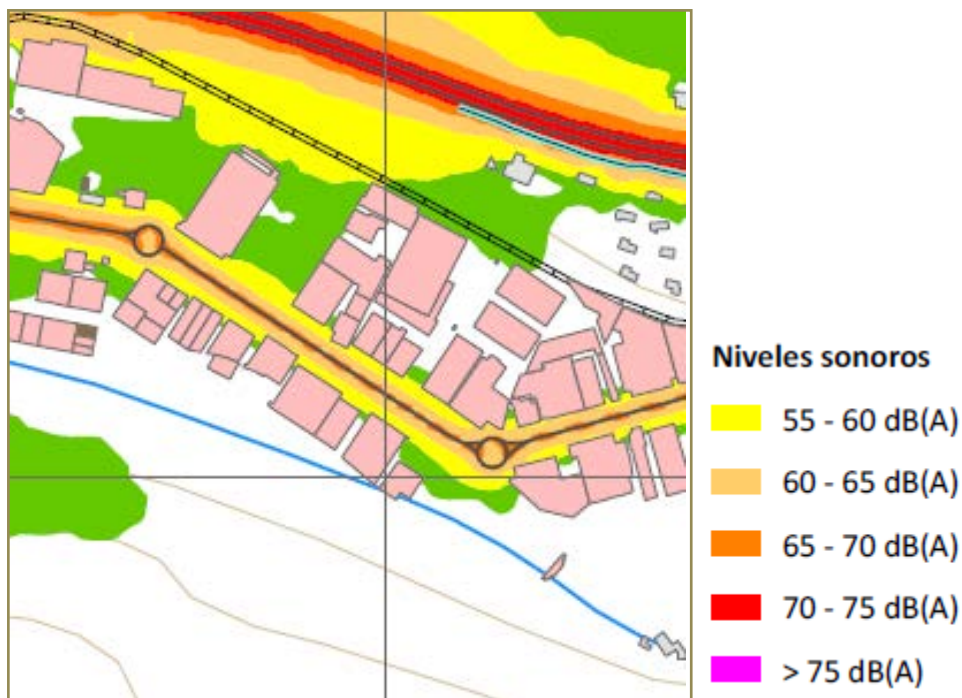 Niveles sonoros
55 - 60 dB(A)
60 - 65 dB(A)
65 - 70 dB(A)
70 - 75 dB(A)
> 75 dB(A)